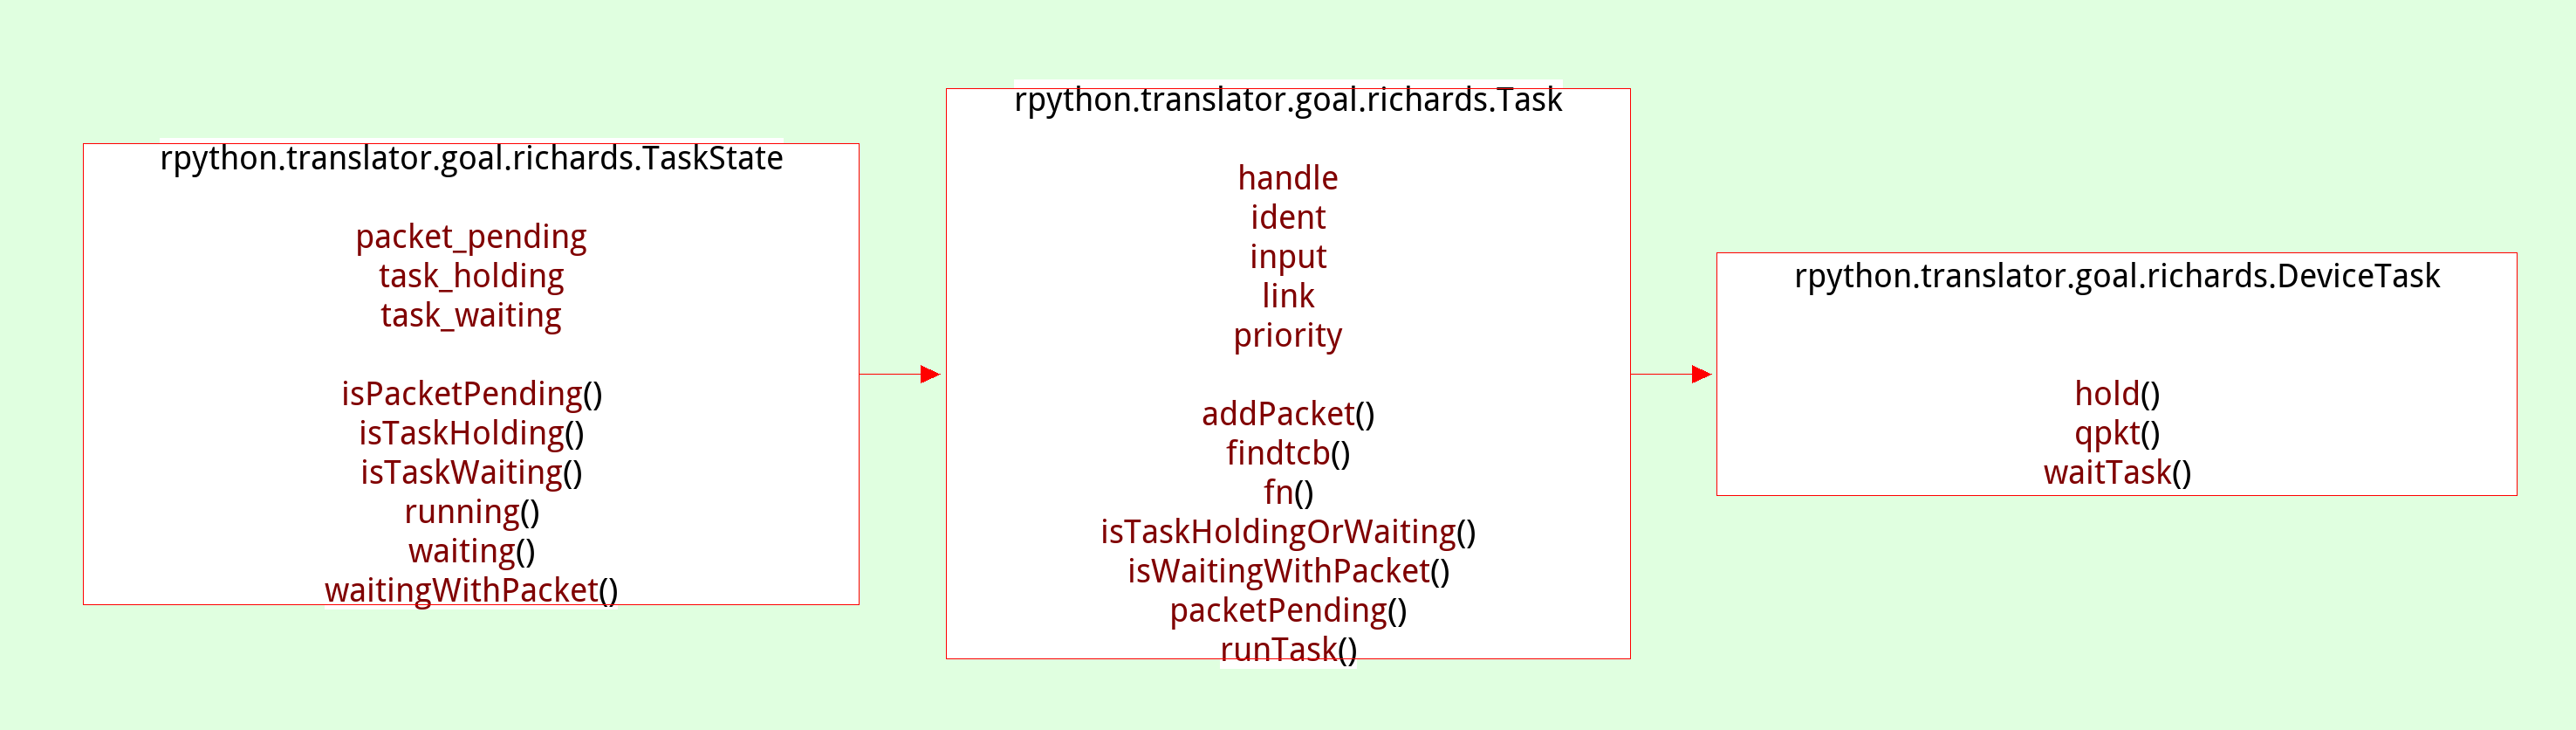 rpython.translator.goal.richards.TaskState
packet_pending
task_holding
task_waiting
isPacketPending()
isTaskHolding()
isTaskWaiting()
running()
waiting()
waitingWithPacket()
rpython.translator.goal.richards.Task
handle
ident
input
link
priority
addPacket()
findtcb()
fn()
isTaskHoldingOrWaiting()
isWaitingWithPacket()
packetPending()
runTask()
rpython.translator.goal.richards.DeviceTask
hold()
qpkt()
waitTask()